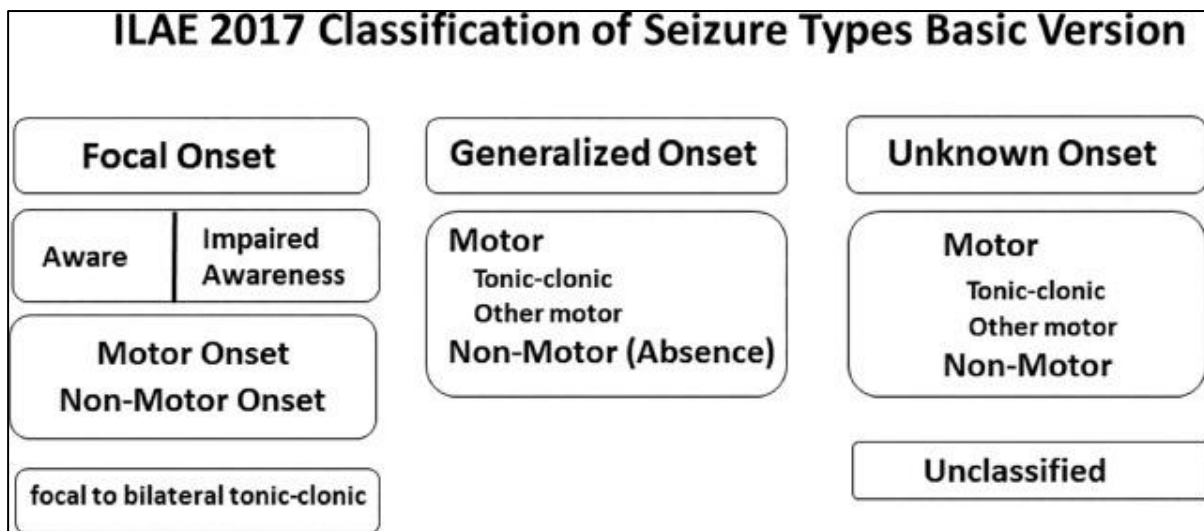 ILAE 2017 Classification of Seizure Types Basic Version
Focal Onset
Aware
Impaired
Awareness
Motor Onset
Non-Motor Onset
focal to bilateral tonic-clonic
Generalized Onset
Motor
Tonic-clonic
Other motor
Non-Motor (Absence)
Unknown Onset
Motor
Tonic-clonic
Other motor
Non-Motor
Unclassified